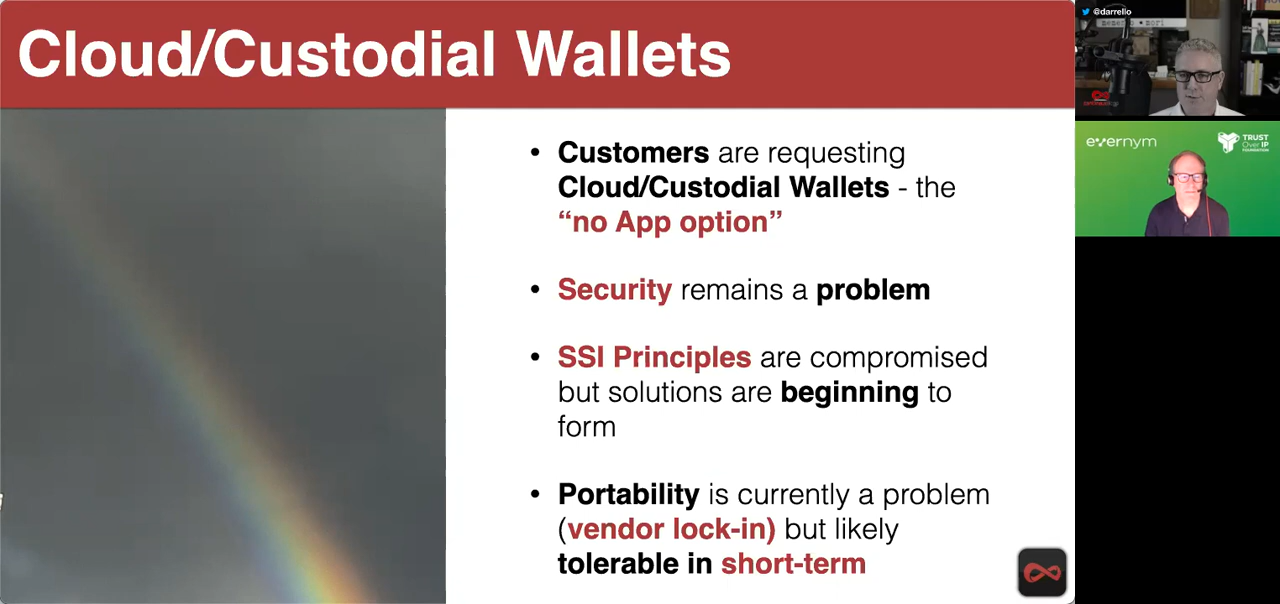 Cloud/Custodial Wallets
• Customers are requesting
Cloud/Custodial Wallets - the
“no App option”
• Security remains a problem
• SSI Principles are compromised
but solutions are beginning to
form
• Portability is currently a problem
(vendor lock-in) but likely
tolerable in short-term
@darrello
evernym
TRUST
Over IP
FOUNDATION